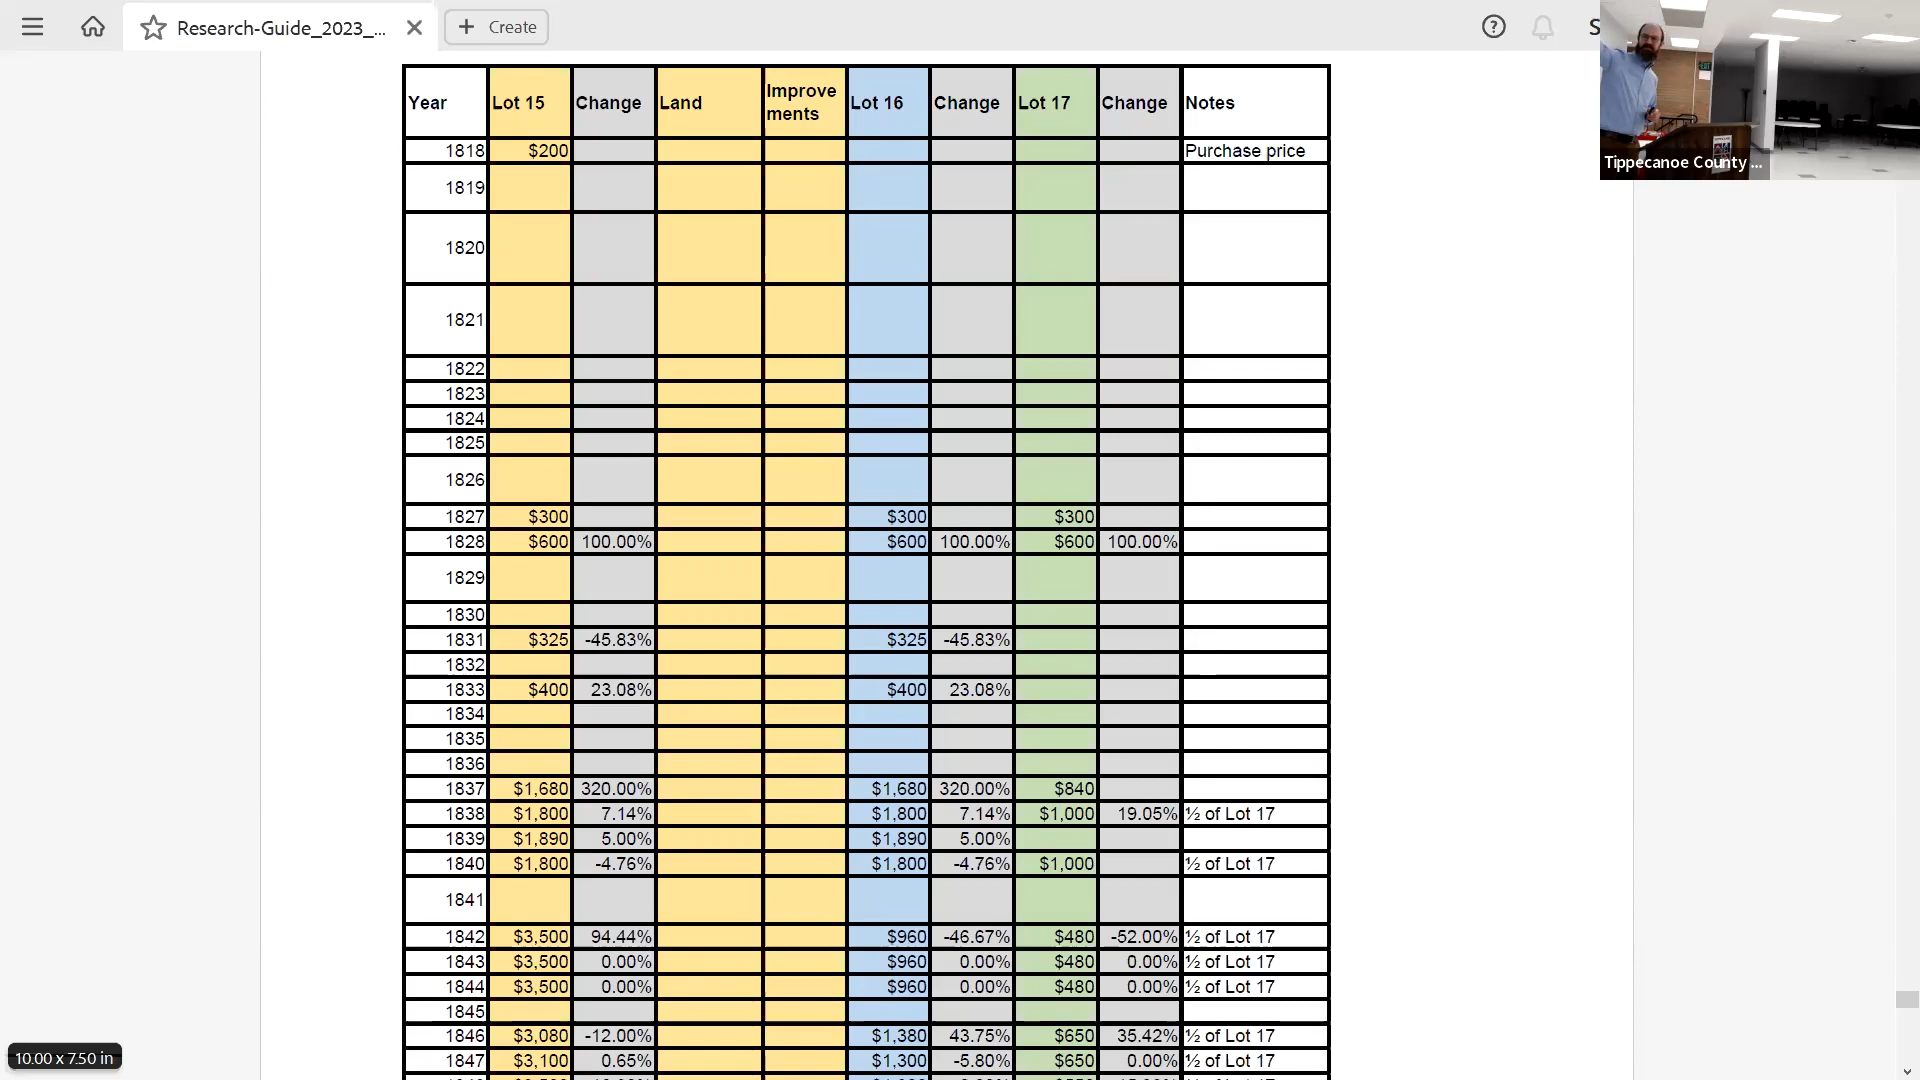 Research-Guide_2023_... Create S
Tippecanoe County ...
Year Lot 15 Change Land Improve ments Lot 16 Change Lot 17 Change Notes
1818 $200 Purchase price
1819
1820
1821
1822
1823
1824
1825
1826
1827 $300 $300 $300
1828 $600 100.00% $600 100.00% $600 100.00%
1829
1830
1831 $325 -45.83% $325 -45.83%
1832
1833 $400 23.08% $400 23.08%
1834
1835
1836
1837 $1,680 320.00% $1,680 320.00% $840
1838 $1,800 7.14% $1,800 7.14% $1,000 19.05% ½ of Lot 17
1839 $1,890 5.00% $1,890 5.00%
1840 $1,800 -4.76% $1,800 -4.76% $1,000 ½ of Lot 17
1841
1842 $3,500 94.44% $960 -46.67% $480 -52.00% ½ of Lot 17
1843 $3,500 0.00% $960 0.00% $480 0.00% ½ of Lot 17
1844 $3,500 0.00% $960 0.00% $480 0.00% ½ of Lot 17
1845
1846 $3,080 -12.00% $1,380 43.75% $650 35.42% ½ of Lot 17
1847 $3,100 0.65% $1,300 -5.80% $650 0.00% ½ of Lot 17
10.00 x 7.50 in